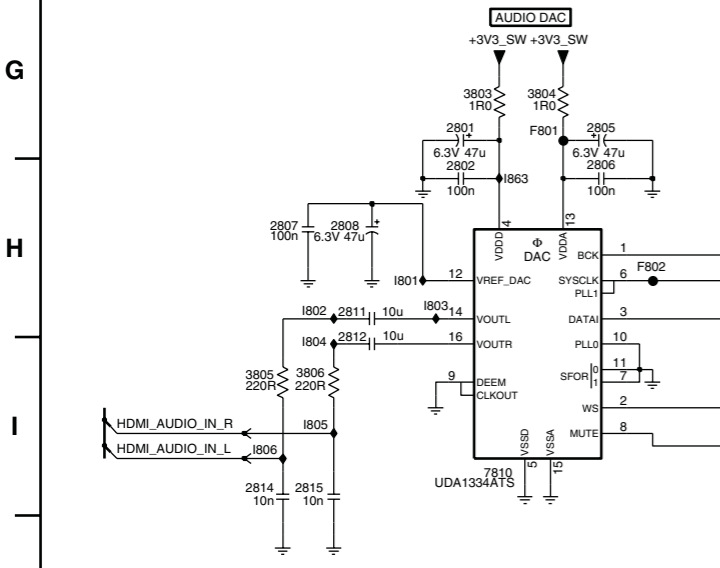 AUDIO DAC
+3V3_SW +3V3_SW
G
3803
1R0
3804
1R0
F801
2801
6.3V 47u
2805
6.3V 47u
2802
100n
2806
100n
I863
4
13
H
2807
100n
2808
6.3V 47u
VDDD
Φ
DAC
VDDA
BCK
1
I801
12
VREF_DAC
SYSCLK
6
F802
PLL1
I802
2811
10u
I803
14
VOUTL
DATAI
3
I804
2812
10u
16
VOUTR
PLL0
10
3805
220R
3806
220R
9
DEEM
CLKOUT
SFOR
0
11
1
7
WS
2
I
HDMI_AUDIO_IN_R
I805
MUTE
8
HDMI_AUDIO_IN_L
I806
VSSD
VSSA
5
15
7810
UDA1334ATS
2814
10n
2815
10n